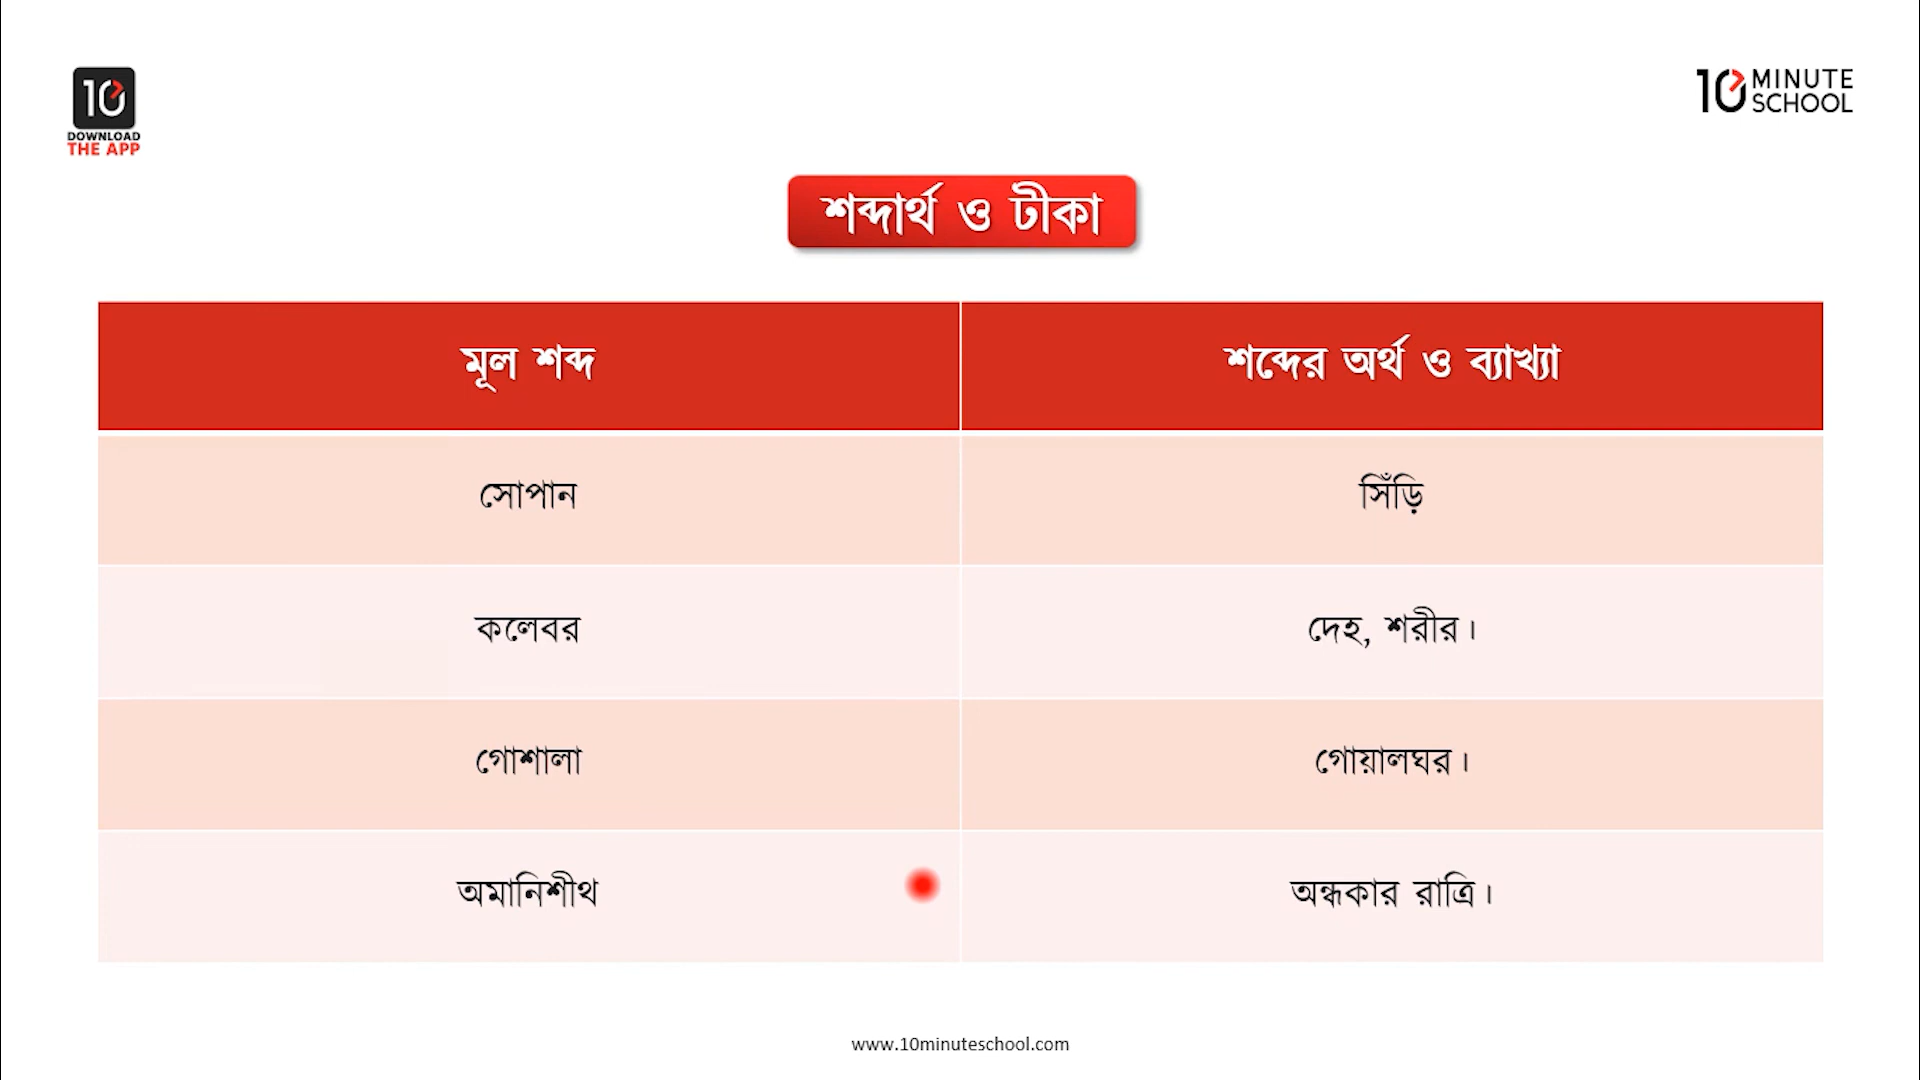 10
DOWNLOAD
THE APP
10 MINUTE
SCHOOL
শব্দার্থ ও টীকা
মূল শব্দ
শব্দের অর্থ ও ব্যাখ্যা
সোপান
সিঁড়ি
কলেবর
দেহ, শরীর।
গোশালা
গোয়ালঘর।
অমানিশীথ
অন্ধকার রাত্রি।
www.10minuteschool.com